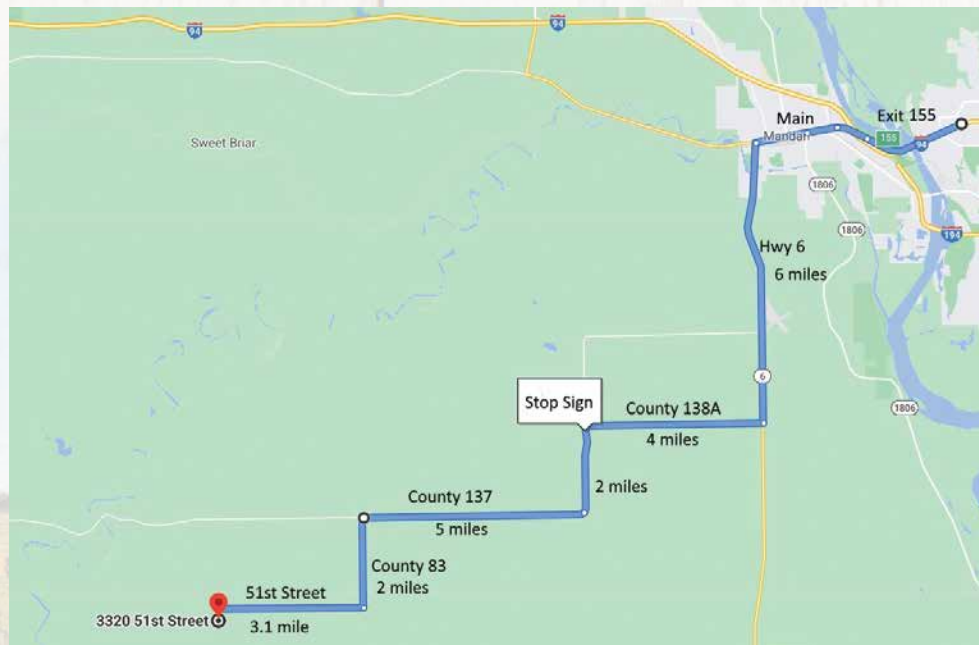 94
94
Exit 155
Main
Mandan
155
94
Sweet Briar
1806
1806
194
Hwy 6
6 miles
6
Stop Sign
County 138A
4 miles
1806
2 miles
County 137
5 miles
County 83
2 miles
51st Street
3320 51st Street
3.1 mile